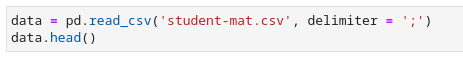 data = pd.read_csv('student-mat.csv', delimiter = ';')
data.head()